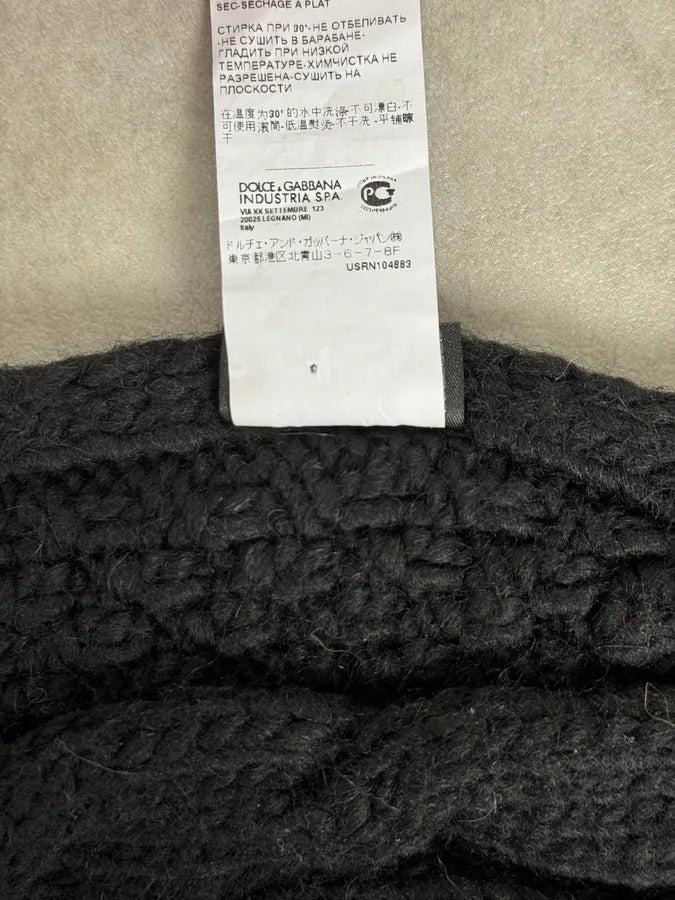 SEC-SECHAGE A PLAT
СТИРКА ПРИ 30°-НЕ ОТБЕЛИВАТЬ
-НЕ СУШИТЬ В БАРАБАНЕ-
ГЛАДИТЬ ПРИ НИЗКОЙ
ТЕМПЕРАТУРЕ-ХИМЧИСТКА НЕ
РАЗРЕШЕНА-СУШИТЬ НА
ПЛОСКОСТИ
在温度为30°的水中洗涤-不可漂白-不
可使用滚筒-低温熨烫-不干洗-平铺晾
干
DOLCE & GABBANA
INDUSTRIA S.P.A.
VIA XX SETTEMBRE 123
20025 LEGNANO (MI)
Italy
ドルチェ・アンド・ガッバーナ・ジャパン㈱
東京都港区北青山3-6-7-8F
USRN104883